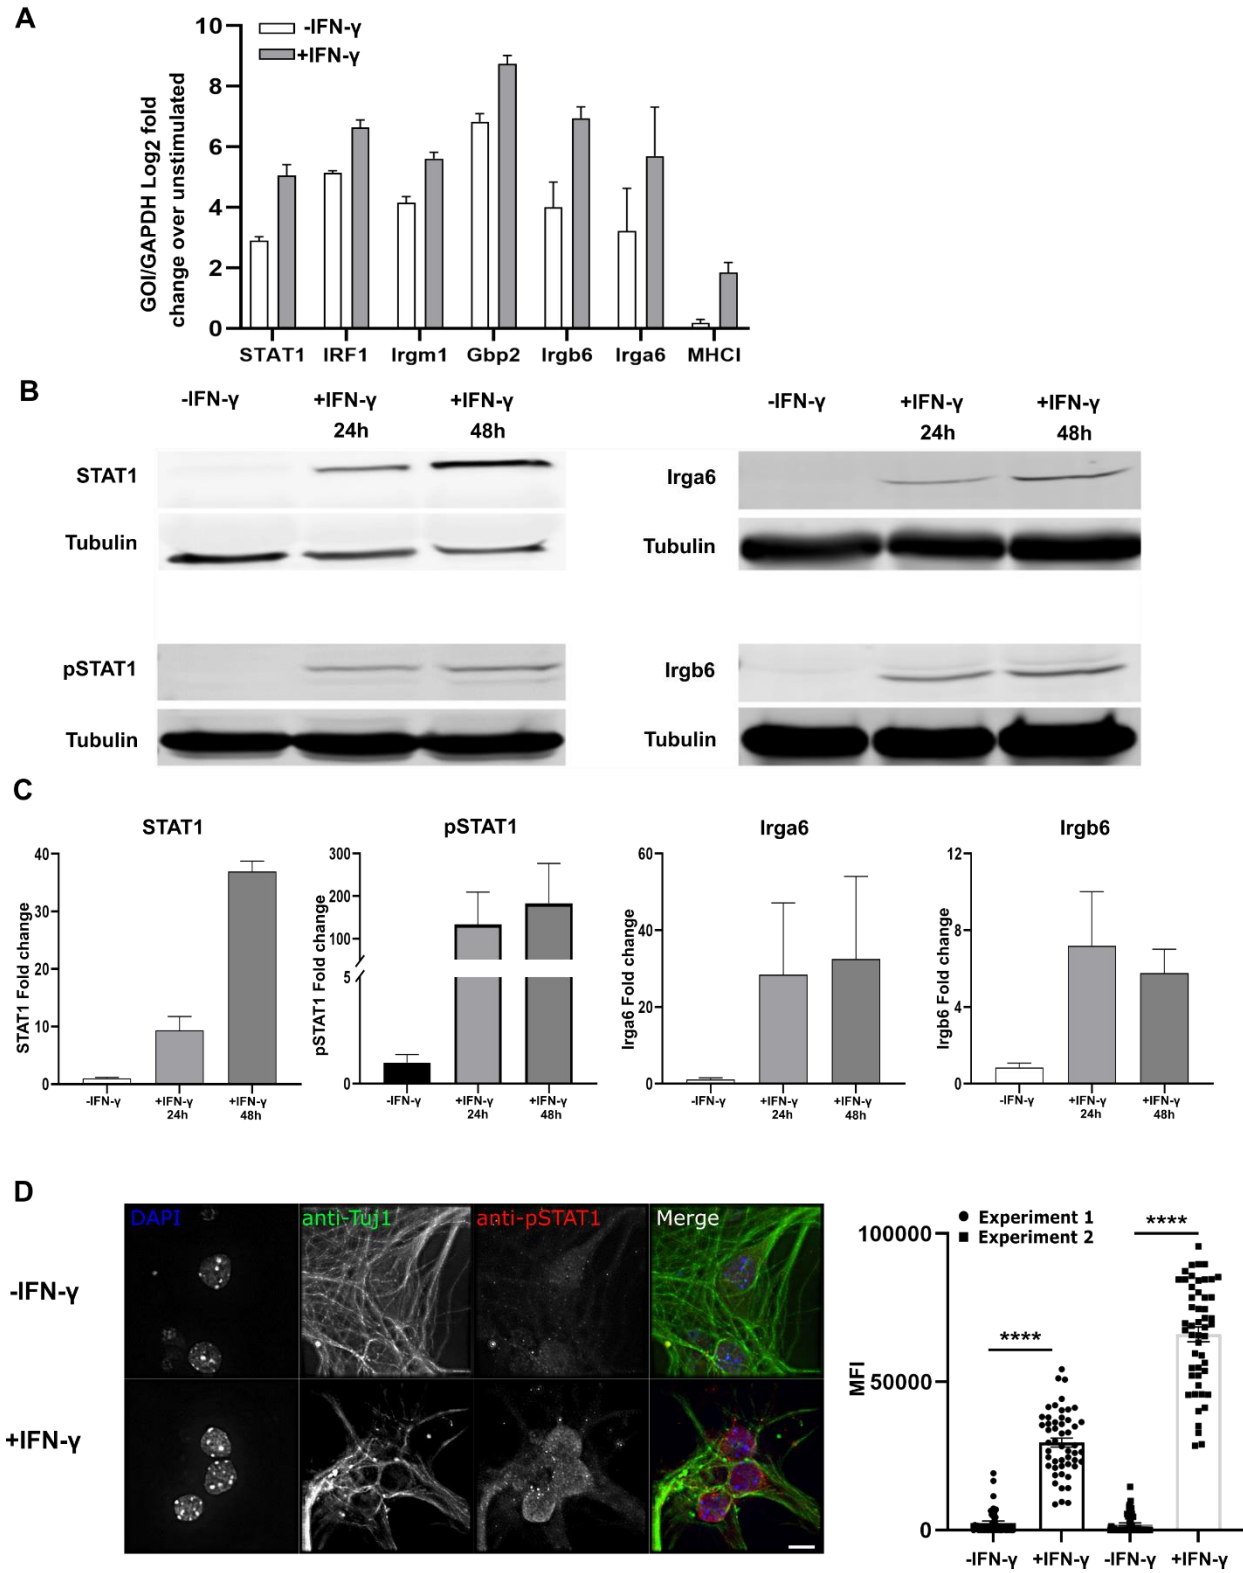 A
10
8
6
4
2
0
GOI/GAPDH Log2 fold
change over unstimulated
-IFN-γ
+IFN-γ
STAT1 IRF1 Irgm1 Gbp2 Irgb6 Irga6 MHCI
B
-IFN-γ +IFN-γ +IFN-γ
24h 48h
STAT1
Tubulin
pSTAT1
Tubulin
-IFN-γ +IFN-γ +IFN-γ
24h 48h
Irga6
Tubulin
Irgb6
Tubulin
C
STAT1
STAT1 Fold change
40
30
20
10
0
-IFN-γ +IFN-γ +IFN-γ
24h 48h
pSTAT1
pSTAT1 Fold change
300
200
100
5
0
-IFN-γ +IFN-γ +IFN-γ
24h 48h
Irga6
Irga6 Fold change
60
40
20
0
-IFN-γ +IFN-γ +IFN-γ
24h 48h
Irgb6
Irgb6 Fold change
12
8
4
0
-IFN-γ +IFN-γ +IFN-γ
24h 48h
D
DAPI anti-Tuj1 anti-pSTAT1 Merge
-IFN-γ
+IFN-γ
Experiment 1
Experiment 2
****
****
MFI
100000
50000
0
-IFN-γ +IFN-γ -IFN-γ +IFN-γ